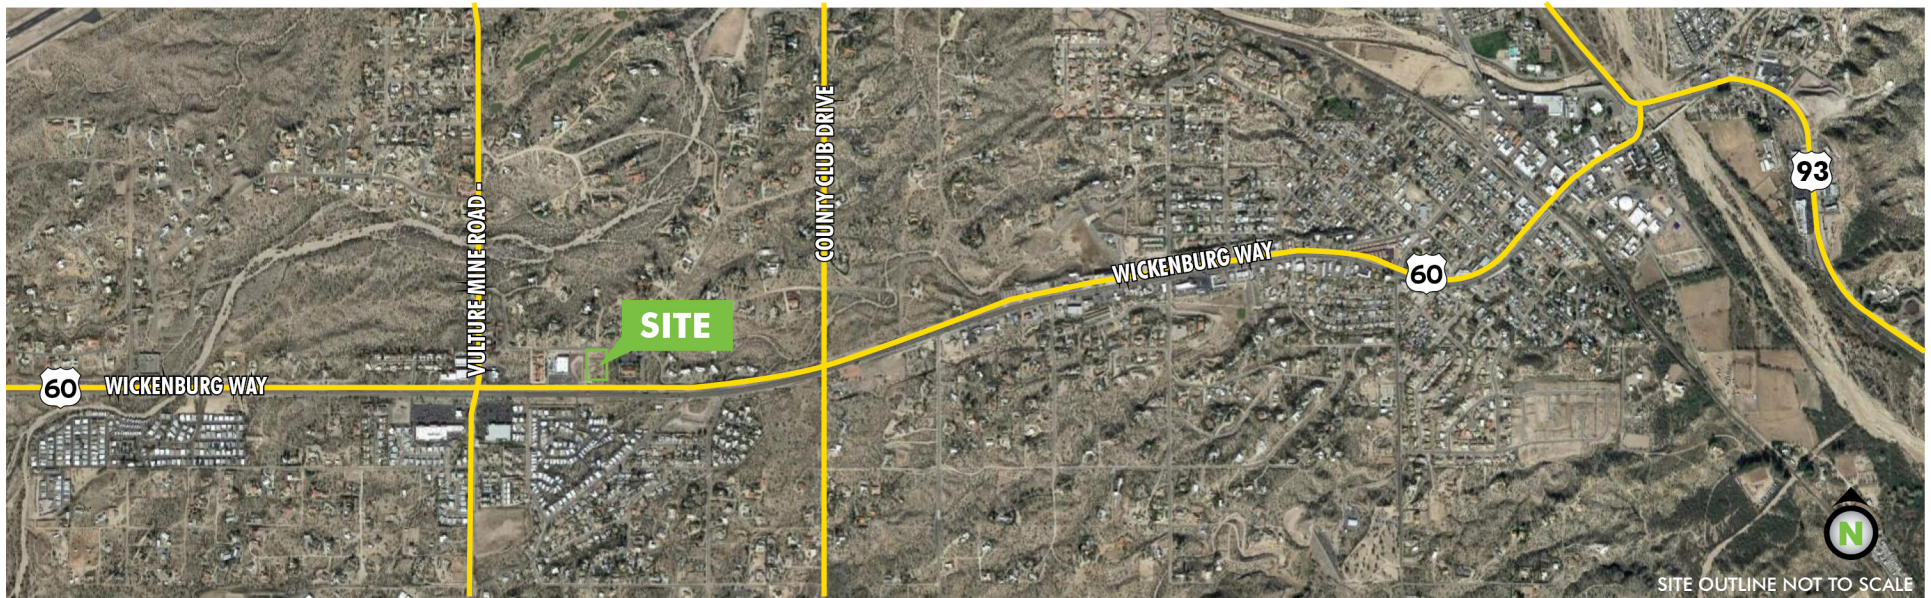 93
COUNTY CLUB DRIVE
VULTURE MINE ROAD
WICKENBURG WAY
60
SITE
60
WICKENBURG WAY
N
SITE OUTLINE NOT TO SCALE